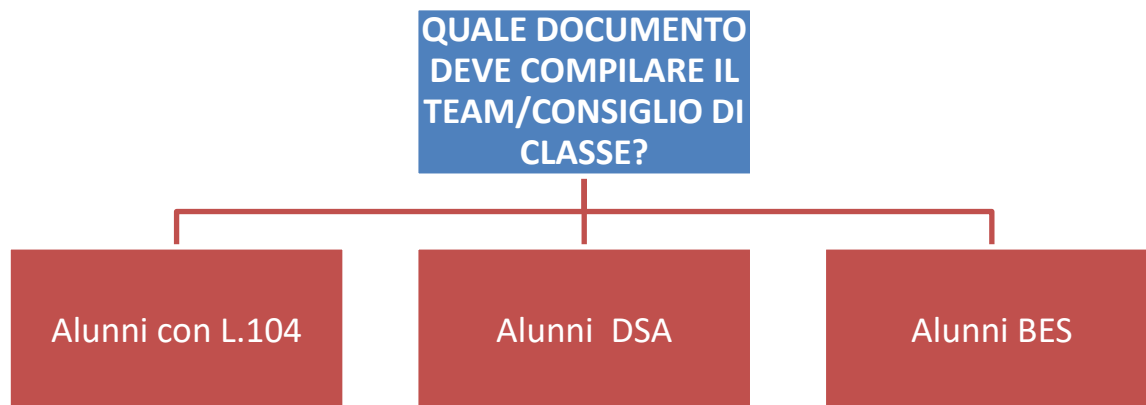 QUALE DOCUMENTO
DEVE COMPILARE IL
TEAM/CONSIGLIO DI
CLASSE?
Alunni con L.104
Alunni DSA
Alunni BES